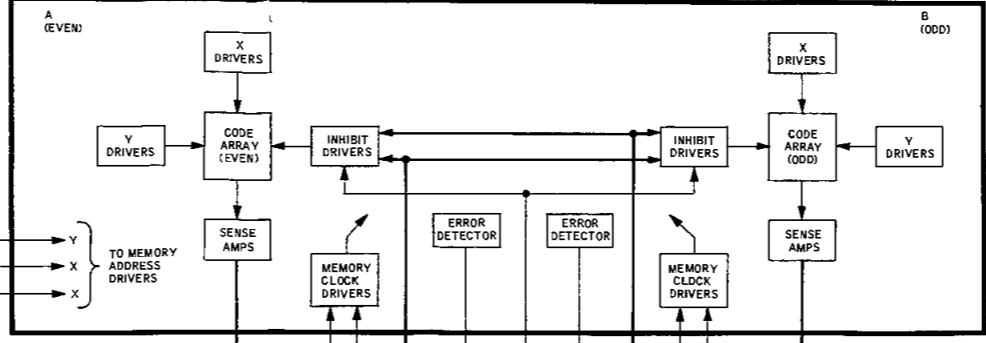 A
(EVEN)
B
(ODD)
X
DRIVERS
X
DRIVERS
Y
DRIVERS
CODE
ARRAY
(EVEN)
INHIBIT
DRIVERS
INHIBIT
DRIVERS
CODE
ARRAY
(ODD)
Y
DRIVERS
SENSE
AMPS
ERROR
DETECTOR
ERROR
DETECTOR
SENSE
AMPS
Y
X
X
TO MEMORY
ADDRESS
DRIVERS
MEMORY
CLOCK
DRIVERS
MEMORY
CLOCK
DRIVERS